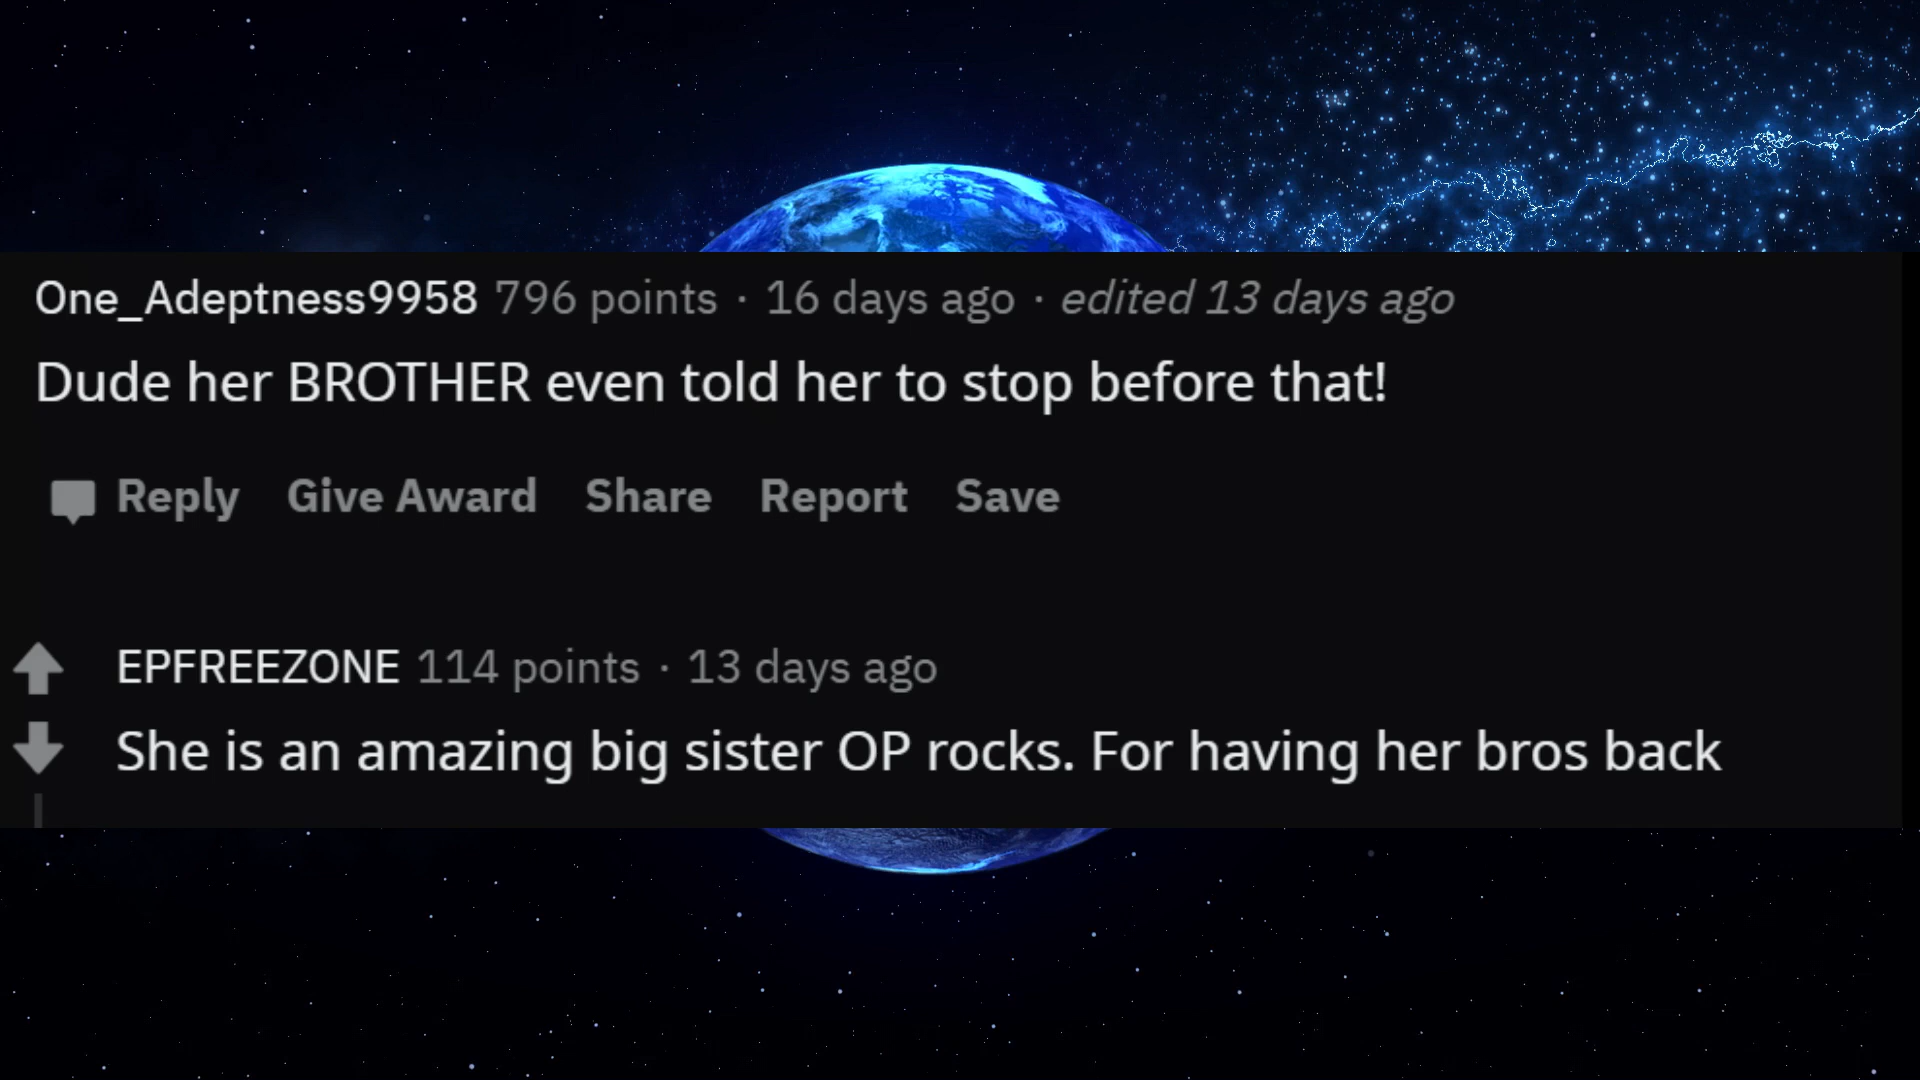 One_Adeptness9958 796 points · 16 days ago · edited 13 days ago
Dude her BROTHER even told her to stop before that!
Reply Give Award Share Report Save
EPFREEZONE 114 points · 13 days ago
She is an amazing big sister OP rocks. For having her bros back